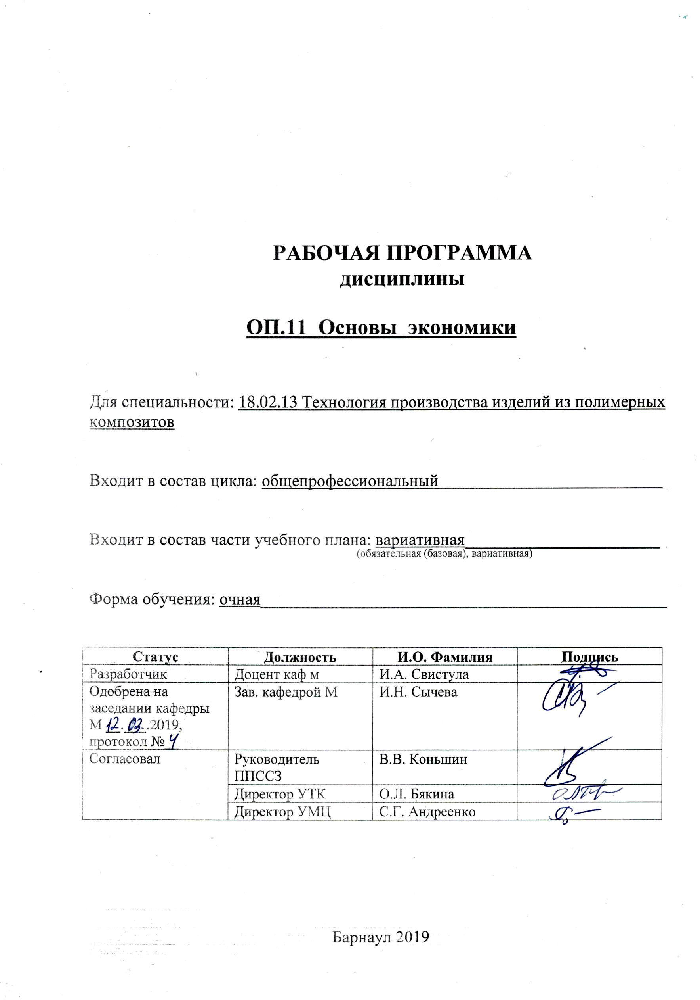 РАБОЧАЯ ПРОГРАММА
дисциплины
ОП.11 Основы экономики
Для специальности: 18.02.13 Технология производства изделий из полимерных
композитов
Входит в состав цикла: общепрофессиональный
Входит в состав части учебного плана: вариативная
(обязательная (базовая), вариативная)
Форма обучения: очная
Статус Должность И.О. Фамилия Подпись
Разработчик Доцент каф м И.А. Свистула
Одобрена на Зав. кафедрой М И.Н. Сычева
заседании кафедры
М 12. 03. .2019,
протокол № 4
Согласовал Руководитель В.В. Коньшин
ППССЗ
Директор УТК О.Л. Бякина
Директор УМЦ С.Г. Андреенко
Барнаул 2019